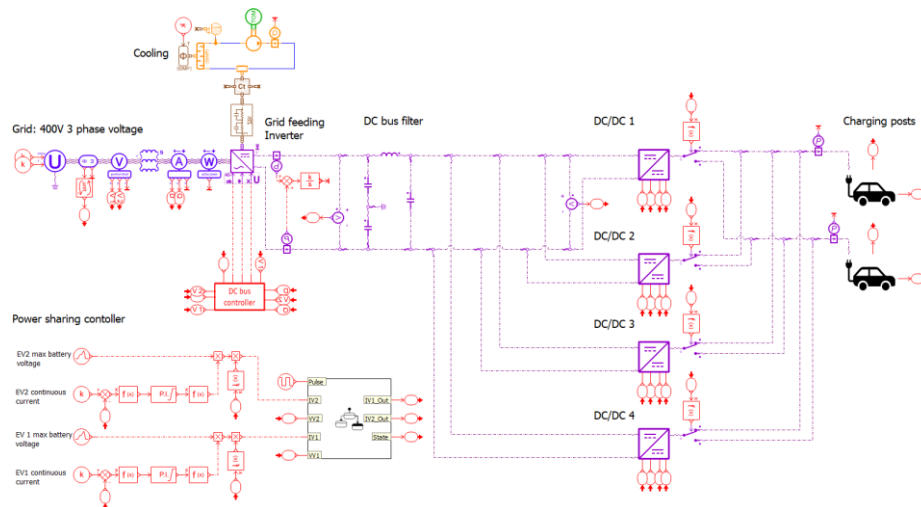 Cooling
Ct
Grid: 400V 3 phase voltage
Grid feeding
Inverter
DC bus filter
DC/DC 1
Charging posts
k
U
V
A
W
f(x)
P
DC/DC 2
f(x)
P
DC bus
controller
DC/DC 3
f(x)
DC/DC 4
f(x)
Power sharing contoller
EV2 max battery
voltage
EV2 continuous
current
k
f(x)
P.I.
f(x)
f(x)
EV 1 max battery
voltage
EV1 continuous
current
k
f(x)
P.I.
f(x)
f(x)
Pulse
IV2
VV2
IV1
VV1
IV1_Out
IV2_Out
State